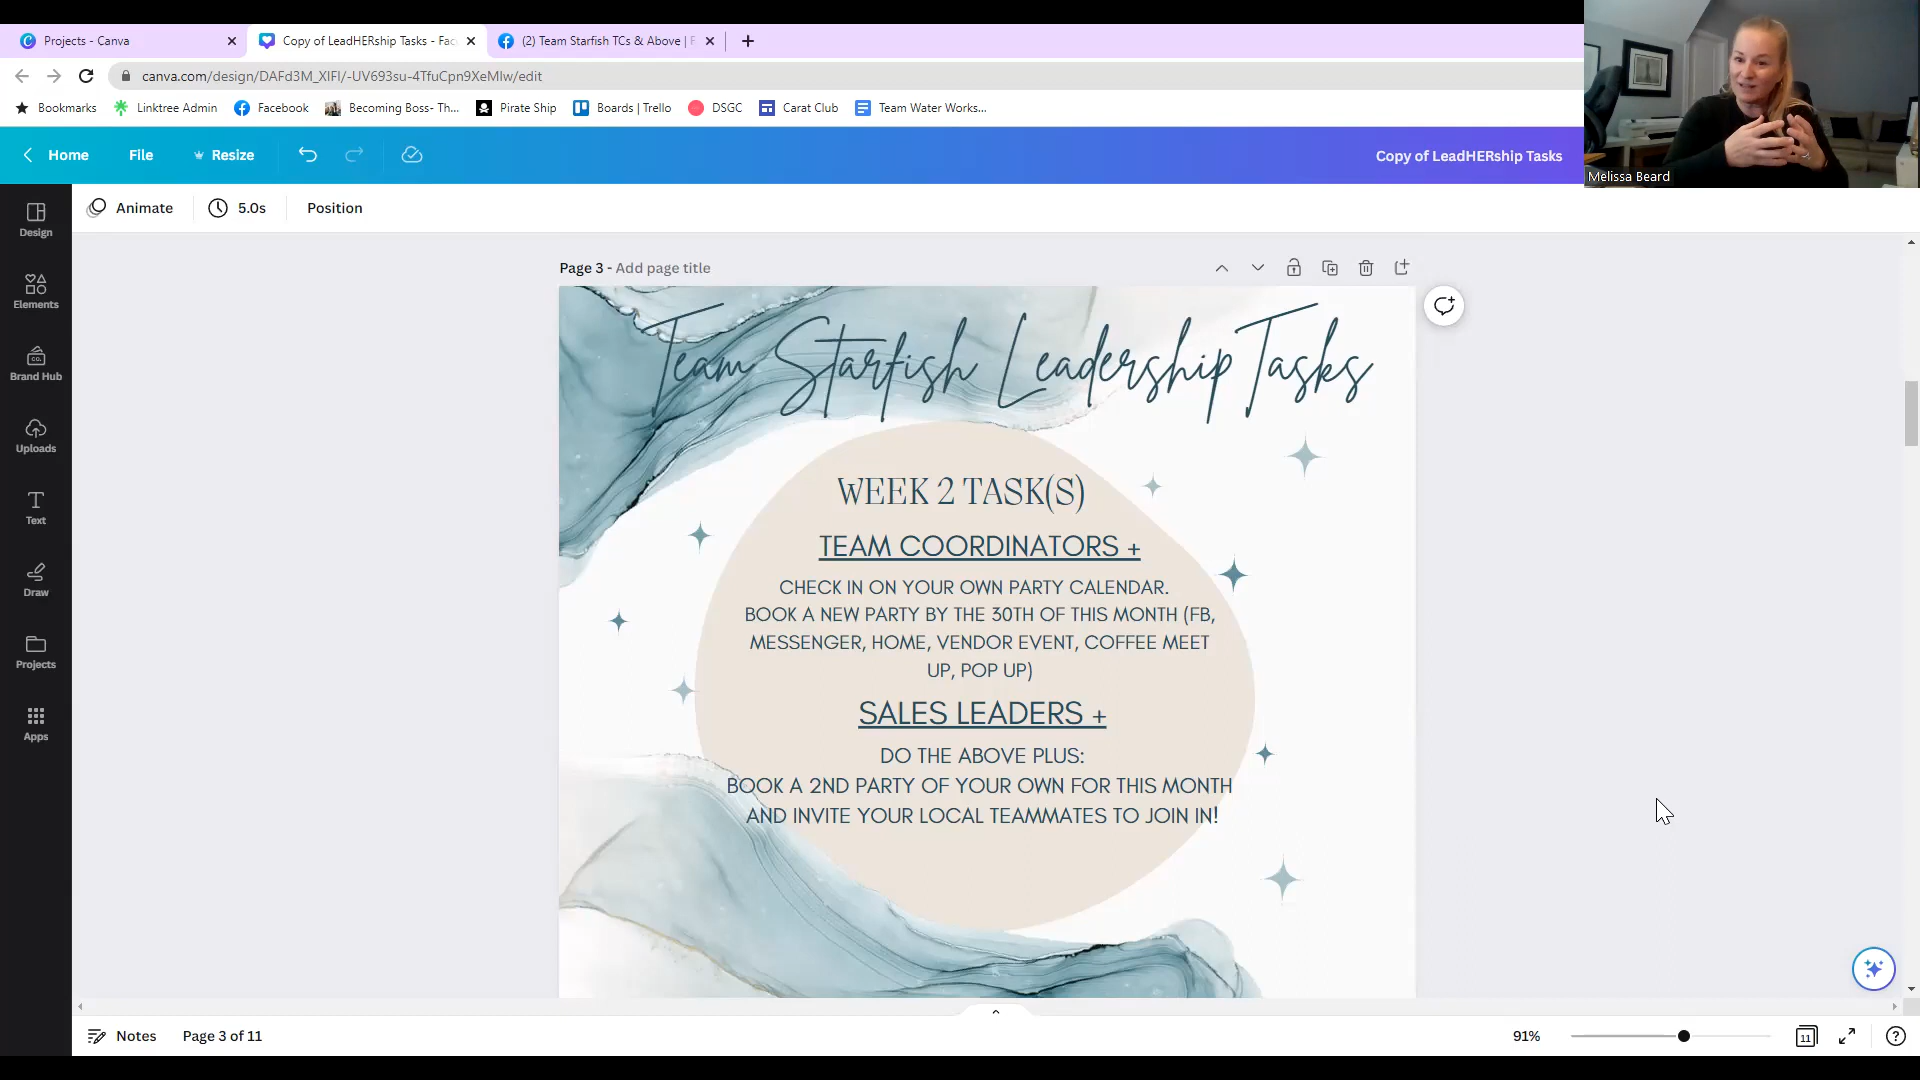 Projects - Canva
Copy of LeadHERship Tasks - Fac
(2) Team Starfish TCs & Above |
canva.com/design/DAFd3M_XIFI/-UV693su-4TfuCpn9XeMIw/edit
Bookmarks
Linktree Admin
Facebook
Becoming Boss- Th...
Pirate Ship
Boards | Trello
DSGC
Carat Club
Team Water Works...
Home
File
Resize
Copy of LeadHERship Tasks
Melissa Beard
Animate
5.0s
Position
Design
Elements
Brand Hub
Uploads
Text
Draw
Projects
Apps
Page 3 - Add page title
Team Starfish Leadership Tasks
WEEK 2 TASK(S)
TEAM COORDINATORS +
CHECK IN ON YOUR OWN PARTY CALENDAR.
BOOK A NEW PARTY BY THE 30TH OF THIS MONTH (FB,
MESSENGER, HOME, VENDOR EVENT, COFFEE MEET
UP, POP UP)
SALES LEADERS +
DO THE ABOVE PLUS:
BOOK A 2ND PARTY OF YOUR OWN FOR THIS MONTH
AND INVITE YOUR LOCAL TEAMMATES TO JOIN IN!
Notes
Page 3 of 11
91%
11